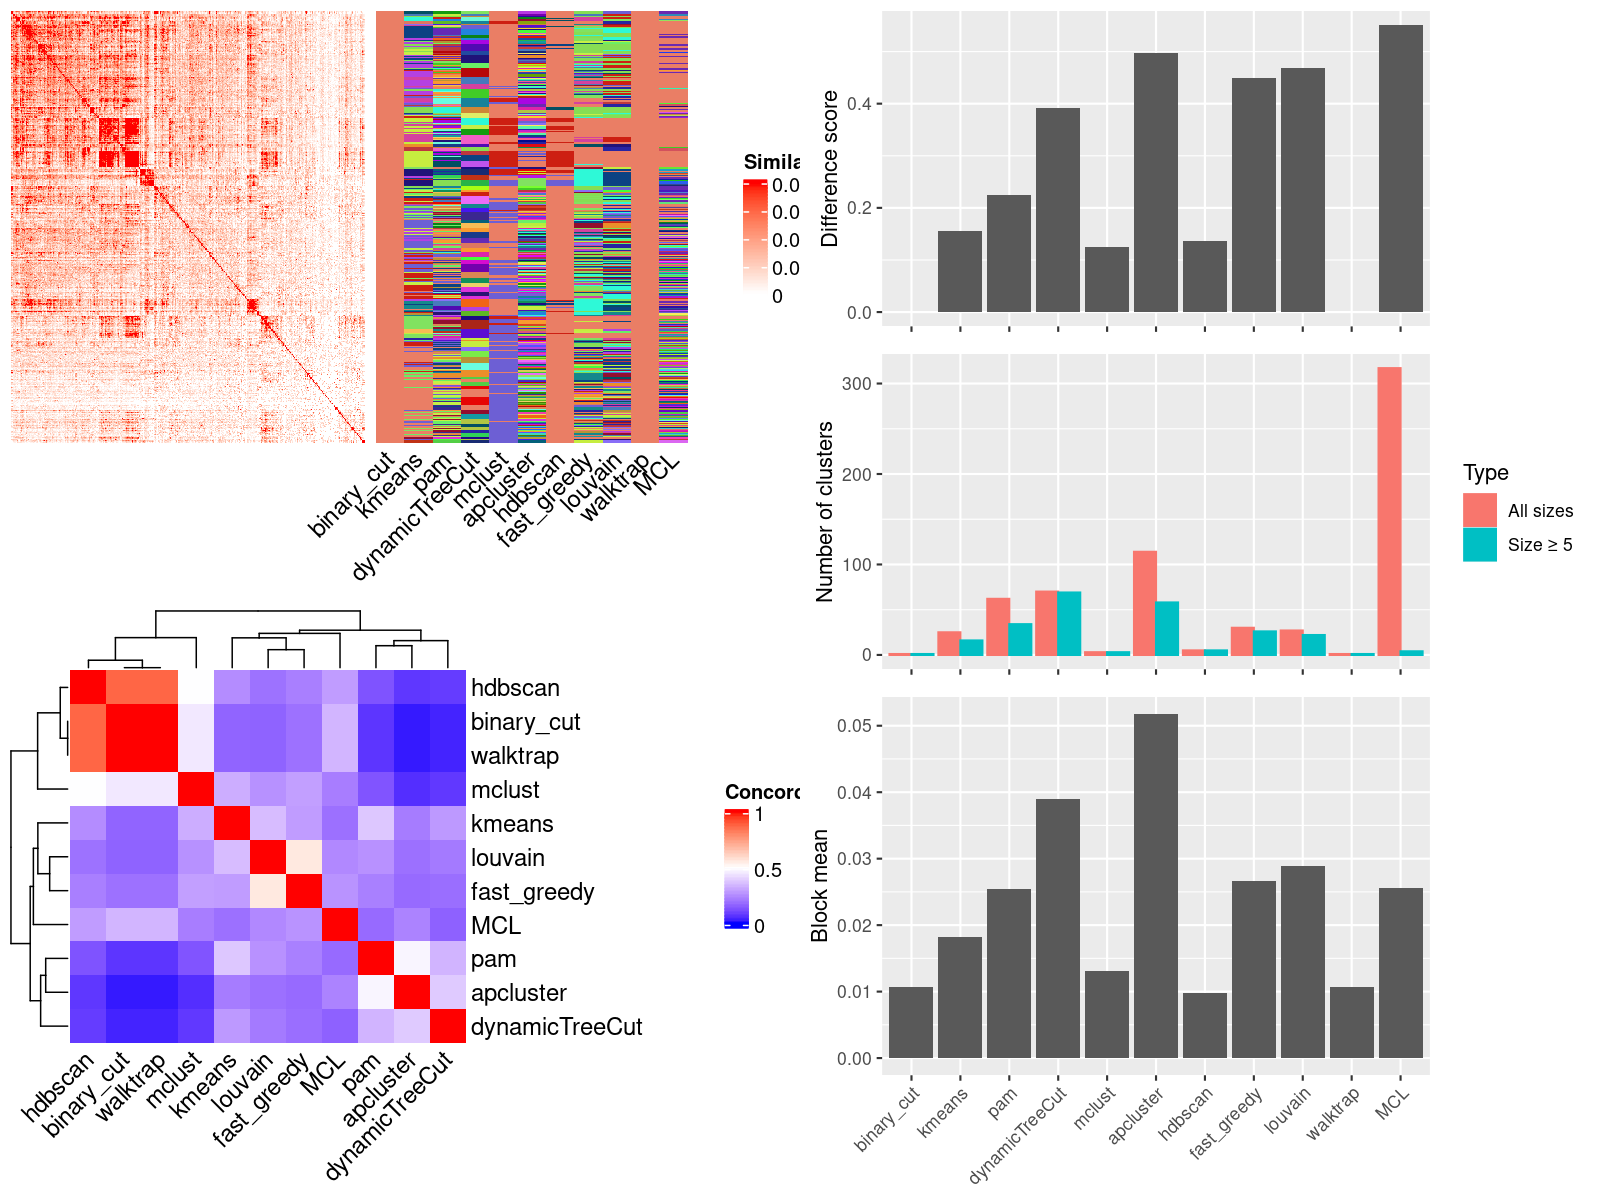 Simila
0.0
0.0
0.0
0.0
0
binary_cut
kmeans
pam
dynamicTreeCut
mclust
apcluster
hdbscan
fast_greedy
louvain
walktrap
MCL
hdbscan
binary_cut
walktrap
mclust
kmeans
louvain
fast_greedy
MCL
pam
apcluster
dynamicTreeCut
hdbscan
binary_cut
walktrap
mclust
kmeans
louvain
fast_greedy
MCL
pam
apcluster
dynamicTreeCut
Concord
1
0.5
0
Difference score
0.4
0.2
0.0
Number of clusters
300
200
100
0
Type
All sizes
Size ≥ 5
Block mean
0.05
0.04
0.03
0.02
0.01
0.00
binary_cut
kmeans
pam
dynamicTreeCut
mclust
apcluster
hdbscan
fast_greedy
louvain
walktrap
MCL